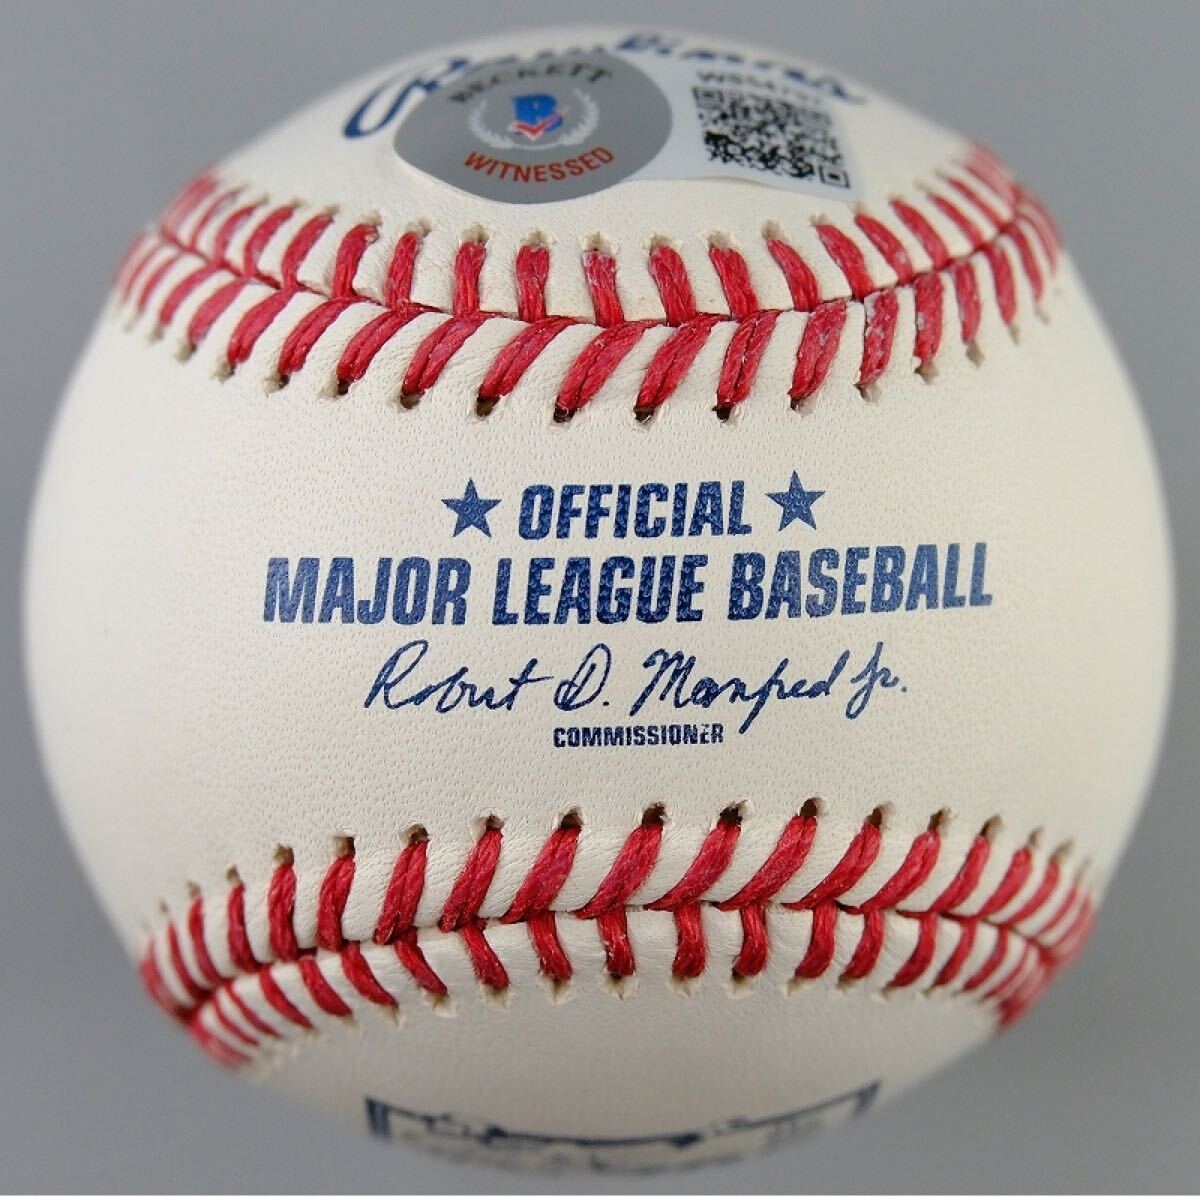 BECKETT
WITNESSED
★ OFFICIAL ★
MAJOR LEAGUE BASEBALL
Robert D. Manfred Jr.
COMMISSIONER